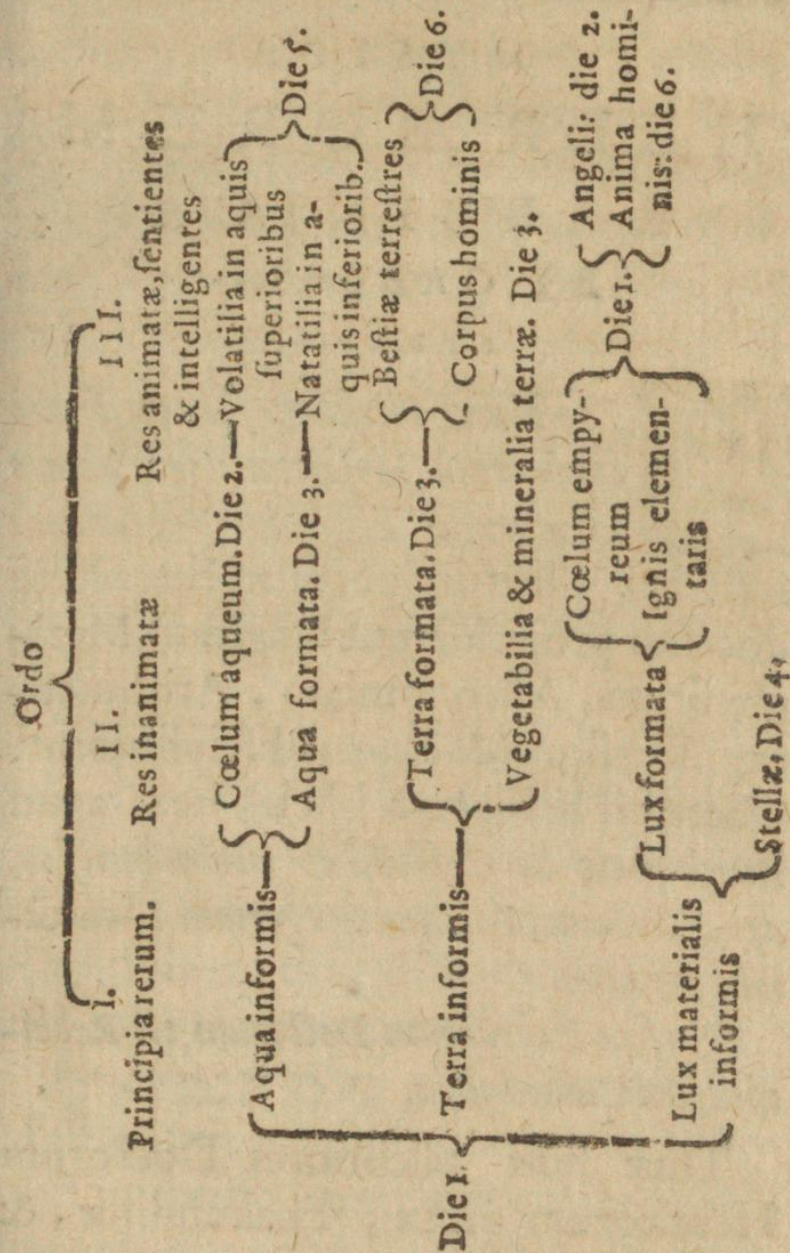 Ordo
I. II. III.
Principia rerum. Res inanimatæ Res animatæ, ſentientes
& intelligentes
Die 1.
Aqua informis
Cœlum aqueum. Die 2. Volatilia in aquis
ſuperioribus
Aqua formata. Die 3. Natatilia in a-
quis inferiorib.
Die 5.
Terra informis
Terra formata. Die 3.
Beſtiæ terreſtres
Corpus hominis
Die 6.
Vegetabilia & mineralia terræ. Die 3.
Lux materialis
informis
Lux formata
Cœlum empy-
reum
Ignis elemen-
taris
Die 1.
Angeli: die 2.
Anima homi-
nis: die 6.
Stellæ, Die 4,